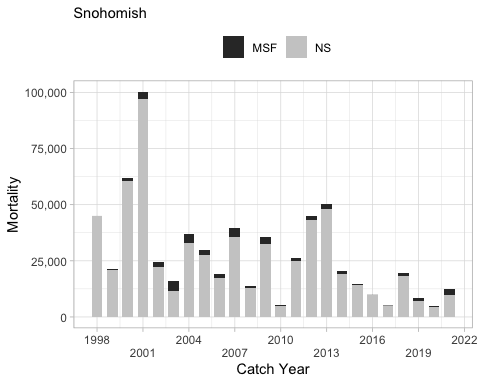 Snohomish
MSF NS
100,000
75,000
50,000
25,000
0
Mortality
1998 2004 2010 2016 2022
2001 2007 2013 2019
Catch Year